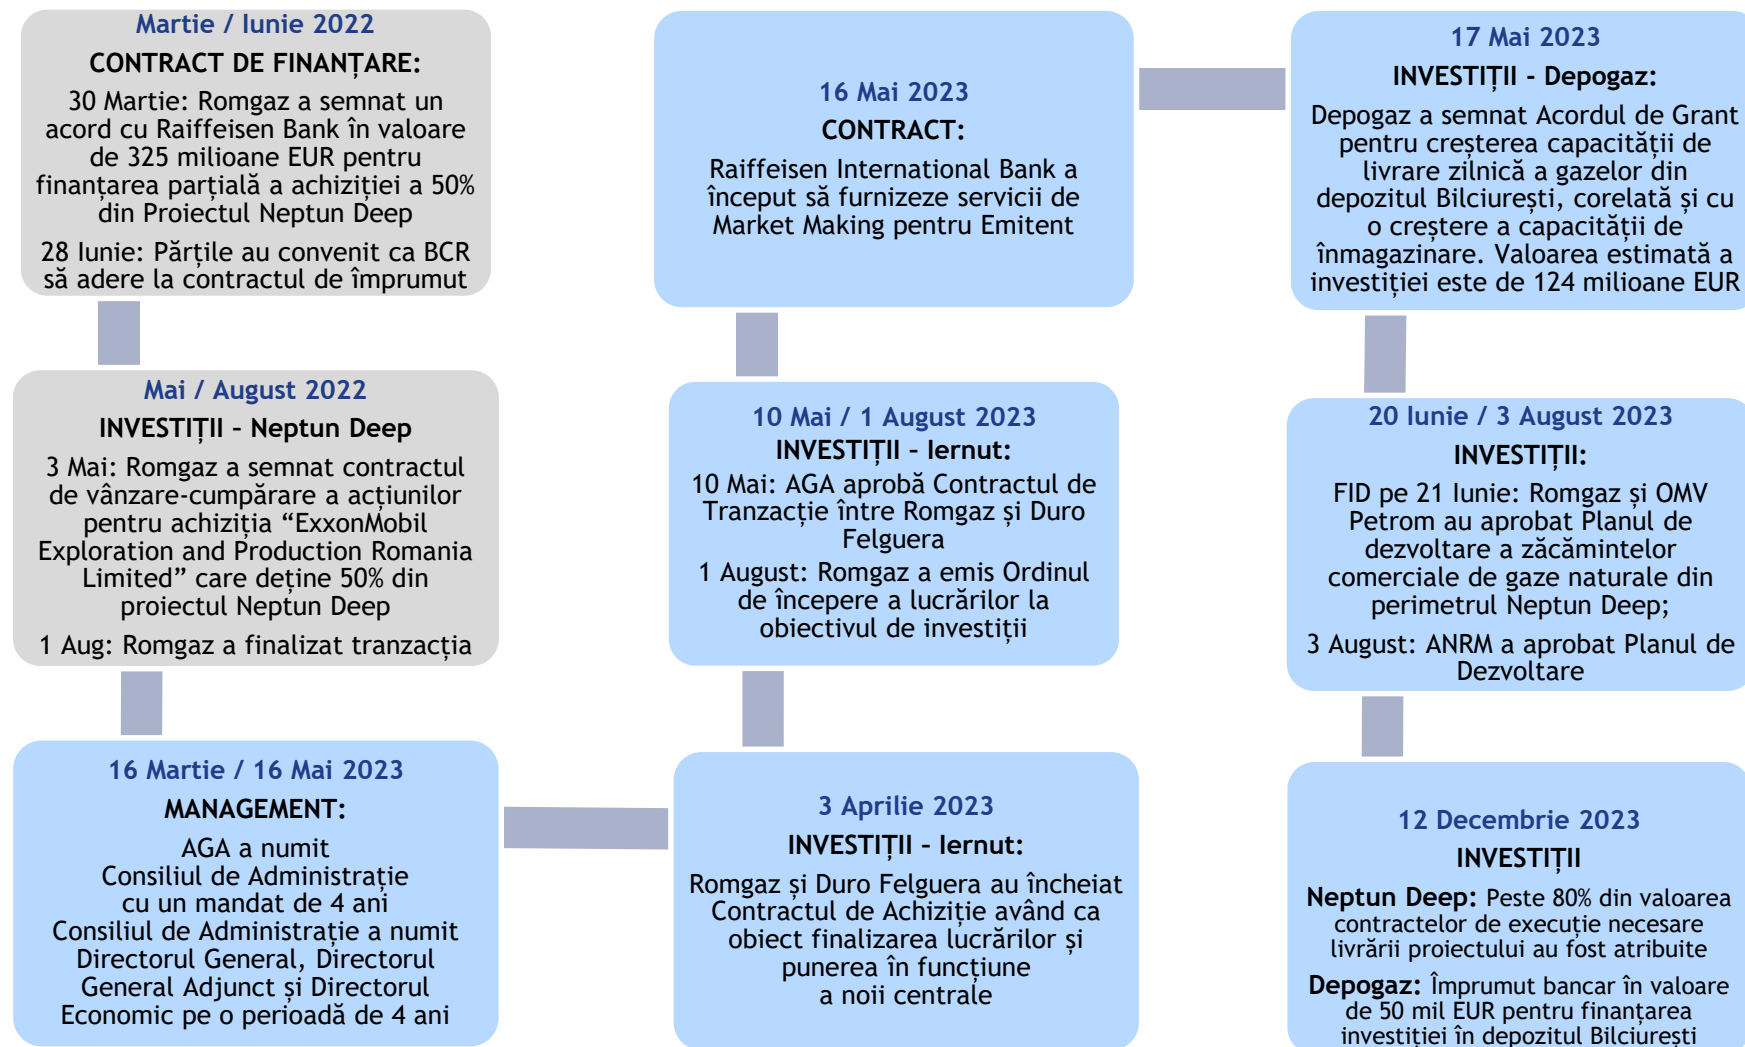 Martie / Iunie 2022
CONTRACT DE FINANȚARE:
30 Martie: Romgaz a semnat un
acord cu Raiffeisen Bank în valoare
de 325 milioane EUR pentru
finanțarea parțială a achiziției a 50%
din Proiectul Neptun Deep
28 Iunie: Părțile au convenit ca BCR
să adere la contractul de împrumut
Mai / August 2022
INVESTIȚII – Neptun Deep
3 Mai: Romgaz a semnat contractul
de vânzare-cumpărare a acțiunilor
pentru achiziția “ExxonMobil
Exploration and Production Romania
Limited” care deține 50% din
proiectul Neptun Deep
1 Aug: Romgaz a finalizat tranzacția
16 Martie / 16 Mai 2023
MANAGEMENT:
AGA a numit
Consiliul de Administrație
cu un mandat de 4 ani
Consiliul de Administrație a numit
Directorul General, Directorul
General Adjunct și Directorul
Economic pe o perioadă de 4 ani
3 Aprilie 2023
INVESTIȚII – Iernut:
Romgaz și Duro Felguera au încheiat
Contractul de Achiziție având ca
obiect finalizarea lucrărilor și
punerea în funcțiune
a noii centrale
10 Mai / 1 August 2023
INVESTIȚII – Iernut:
10 Mai: AGA aprobă Contractul de
Tranzacție între Romgaz și Duro
Felguera
1 August: Romgaz a emis Ordinul
de începere a lucrărilor la
obiectivul de investiții
16 Mai 2023
CONTRACT:
Raiffeisen International Bank a
început să furnizeze servicii de
Market Making pentru Emitent
17 Mai 2023
INVESTIȚII - Depogaz:
Depogaz a semnat Acordul de Grant
pentru creșterea capacității de
livrare zilnică a gazelor din
depozitul Bilciurești, corelată și cu
o creștere a capacității de
înmagazinare. Valoarea estimată a
investiției este de 124 milioane EUR
20 Iunie / 3 August 2023
INVESTIȚII:
FID pe 21 Iunie: Romgaz și OMV
Petrom au aprobat Planul de
dezvoltare a zăcămintelor
comerciale de gaze naturale din
perimetrul Neptun Deep;
3 August: ANRM a aprobat Planul de
Dezvoltare
12 Decembrie 2023
INVESTIȚII
Neptun Deep: Peste 80% din valoarea
contractelor de execuție necesare
livrării proiectului au fost atribuite
Depogaz: Împrumut bancar în valoare
de 50 mil EUR pentru finanțarea
investiției în depozitul Bilciurești